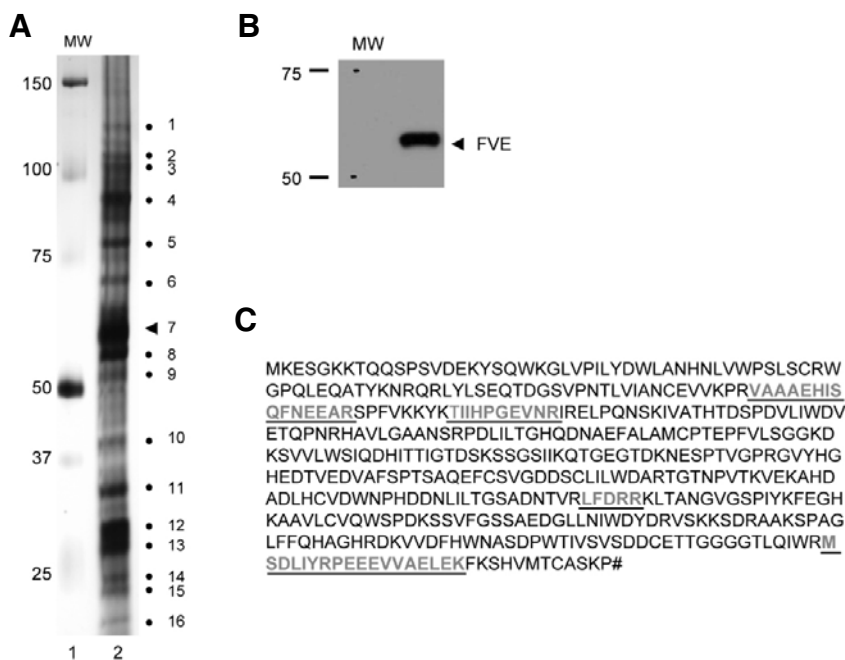 A
MW
150
100
75
50
37
25
1
2
3
4
5
6
7
8
9
10
11
12
13
14
15
16
1 2
B
MW
75
50
FVE
C
MKESGKKTQQSPSVDEKYSQWKGLVPILYDWLANHNLVWPSLSCRW
GPQLEQATYKNRQRLYLSEQTDGSVPNTLVIANCEVVKPRVAAAEHIS
QFNEEARSPFVKKYKTIIHPGEVNRIRELPQNSKIVATHTDSPDVLIWDV
ETQPNRHAVLGAANSRPDLILTGHQDNAEFALAMCPTEPFVLSGGKD
KSVVLWSIQDHITTIGTDSKSSGSIIKQTGEGTDKNESPTVGPRGVYHG
HEDTVEDVAFSPTSAQEFCSVGDDSCLILWDARTGTNPVTKVEKAHD
ADLHCVDWNPHDDNLILTGSADNTVRLFDRRKLTANGVGSPIYKFEGH
KAAVLCVQWSPDKSSVFGSSAEDGLLNIWDYDRVSKKSDRAAKSPAG
LFFQHAGHRDKVVDFHWNASDPWTIVSVSDDCETTGGGGTLQIWRM
SDLIYRPEEEVVAELEKFKSHVMTCASKP#